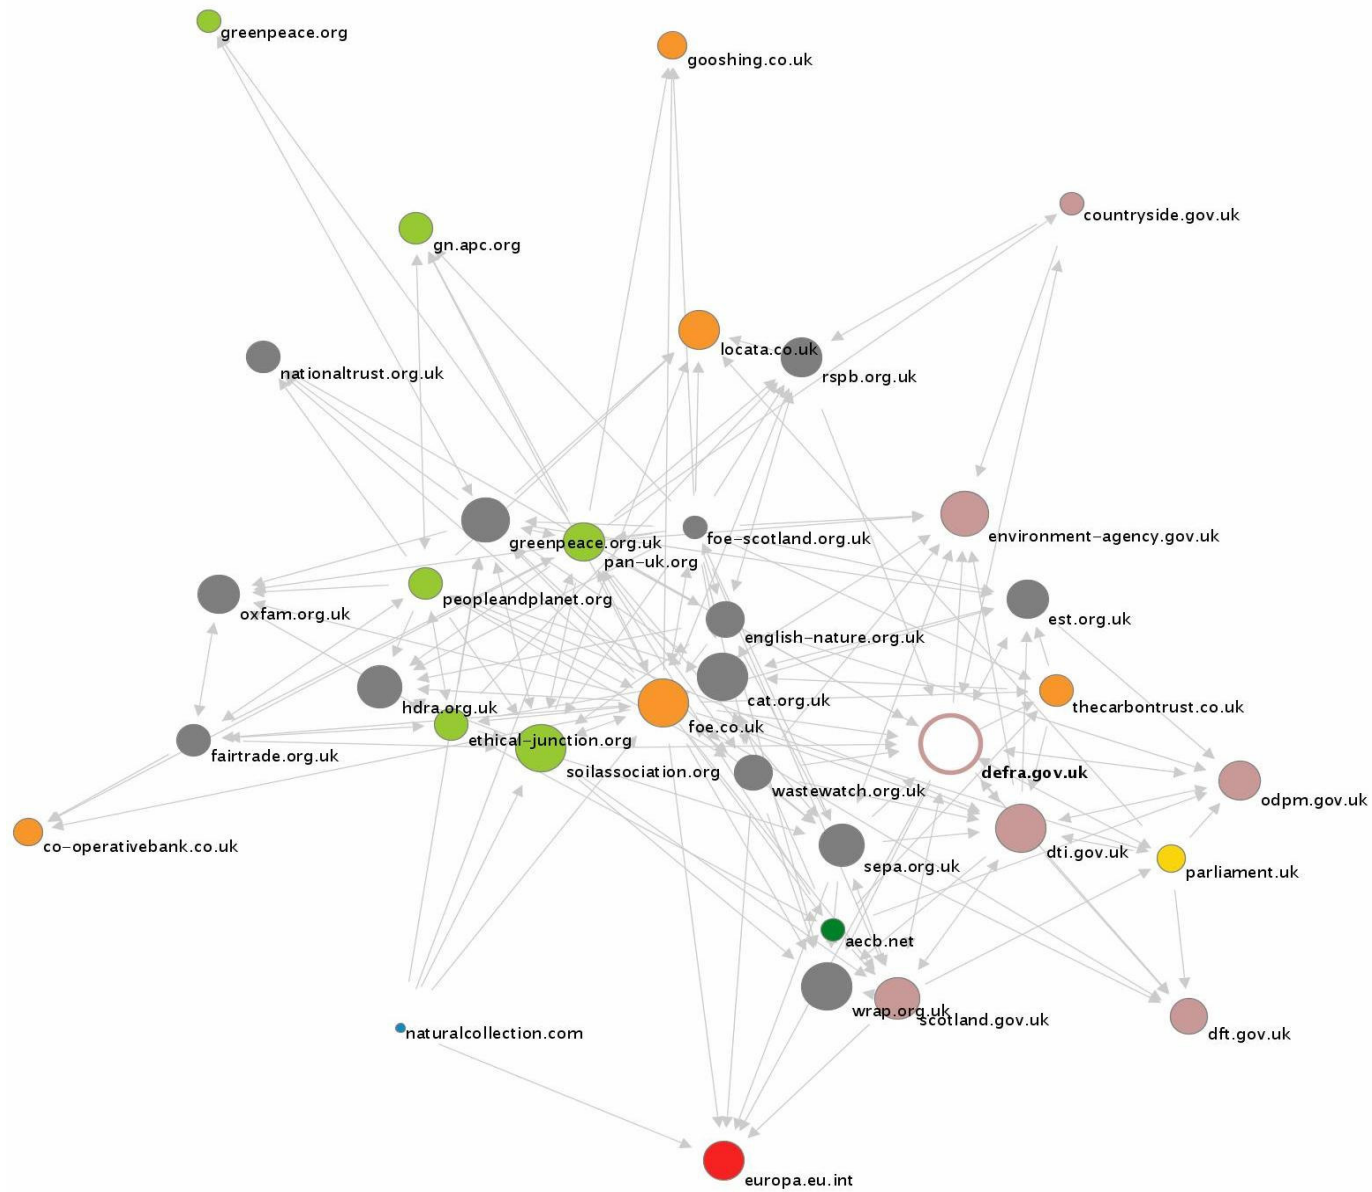 greenpeace.org
gooshing.co.uk
countryside.gov.uk
gn.apc.org
locata.co.uk
nationaltrust.org.uk
rspb.org.uk
environment-agency.gov.uk
foe-scotland.org.uk
greenpeace.org.uk
pan-uk.org
peopleandplanet.org
oxfam.org.uk
est.org.uk
english-nature.org.uk
cat.org.uk
hdra.org.uk
thecarbontrust.co.uk
foe.co.uk
ethical-junction.org
fairtrade.org.uk
soilassociation.org
defra.gov.uk
wastewatch.org.uk
odpm.gov.uk
co-operativebank.co.uk
dti.gov.uk
sepa.org.uk
parliament.uk
aecb.net
wrap.org.uk
scotland.gov.uk
naturalcollection.com
dft.gov.uk
europa.eu.int